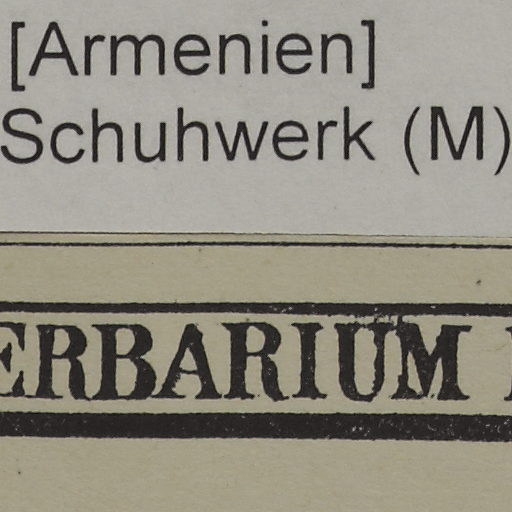 [Armenien]
Schuhwerk (M)
ERBARIUM